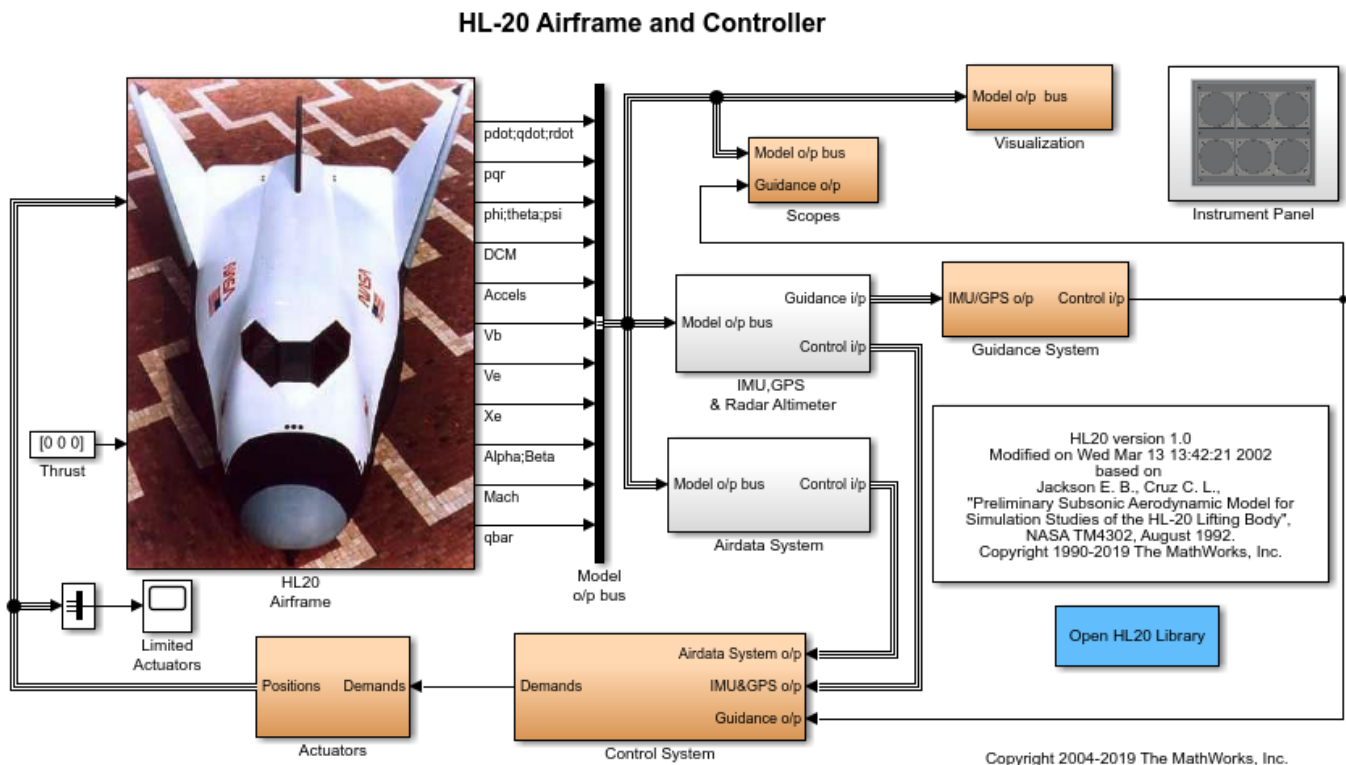 HL-20 Airframe and Controller
pdot;qdot;rdot
pqr
phi;theta;psi
DCM
Accels
Vb
Ve
Xe
Alpha;Beta
Mach
qbar
NASA
[0 0 0]
Thrust
HL20
Airframe
Model
o/p bus
Model o/p  bus
Visualization
Model o/p bus
Guidance o/p
Scopes
Instrument Panel
Model o/p bus
Guidance i/p
Control i/p
IMU,GPS
& Radar Altimeter
IMU/GPS o/p
Control i/p
Guidance System
Model o/p bus
Control i/p
Airdata System
HL20 version 1.0
Modified on Wed Mar 13 13:42:21 2002
based on
Jackson E. B., Cruz C. L.,
"Preliminary Subsonic Aerodynamic Model for
Simulation Studies of the HL-20 Lifting Body",
NASA TM4302, August 1992.
Copyright 1990-2019 The MathWorks, Inc.
Open HL20 Library
Limited
Actuators
Positions
Demands
Actuators
Demands
Airdata System o/p
IMU&GPS o/p
Guidance o/p
Control System
Copyright 2004-2019 The MathWorks, Inc.